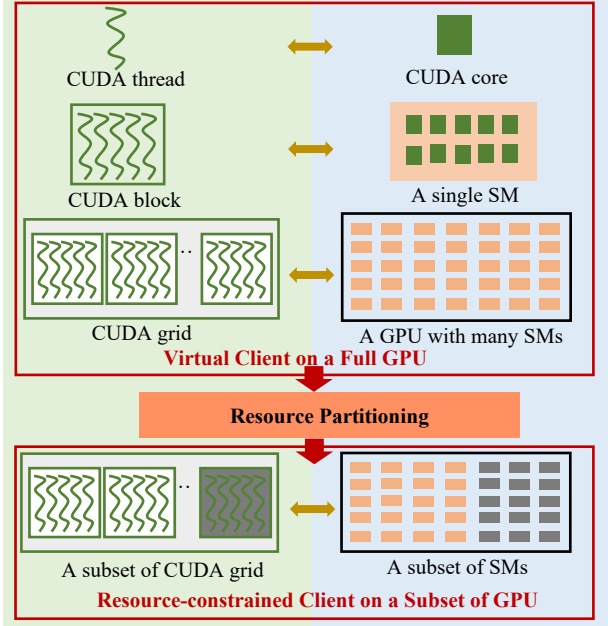 CUDA thread
CUDA core
CUDA block
A single SM
..
CUDA grid
A GPU with many SMs
Virtual Client on a Full GPU
Resource Partitioning
..
A subset of CUDA grid
A subset of SMs
Resource-constrained Client on a Subset of GPU